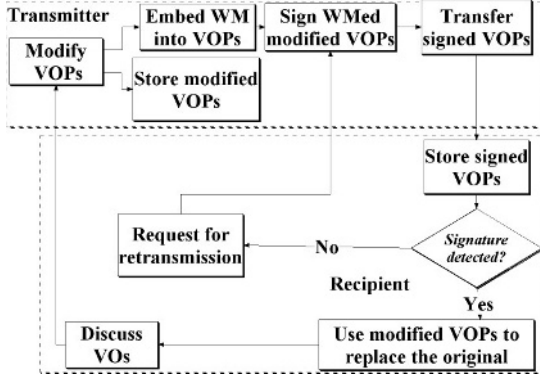 Transmitter
Embed WM
into VOPs
Sign WMed
modified VOPs
Transfer
signed VOPs
Modify
VOPs
Store modified
VOPs
Store signed
VOPs
Signature
detected?
No
Request for
retransmission
Recipient
Yes
Use modified VOPs to
replace the original
Discuss
VOs